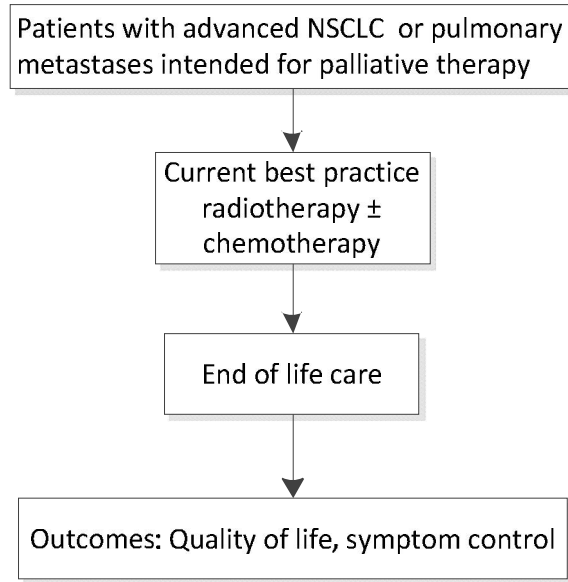 Patients with advanced NSCLC or pulmonary
metastases intended for palliative therapy
Current best practice
radiotherapy ±
chemotherapy
End of life care
Outcomes: Quality of life, symptom control